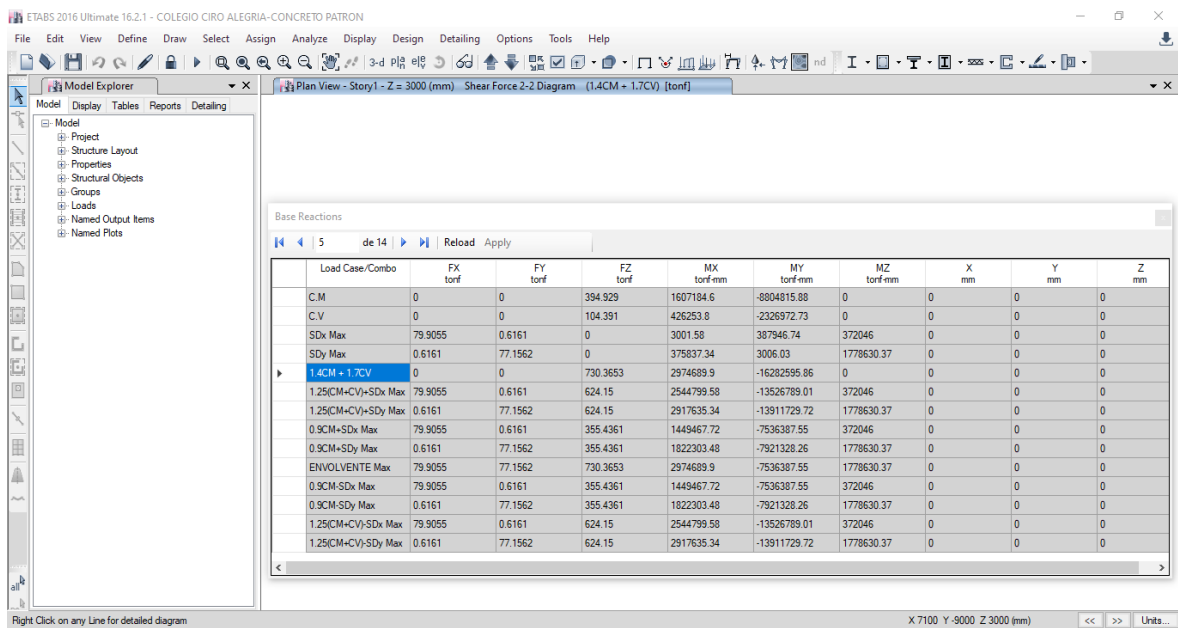 ETABS 2016 Ultimate 16.2.1 - COLEGIO CIRO ALEGRIA-CONCRETO PATRON
File Edit View Define Draw Select Assign Analyze Display Design Detailing Options Tools Help
3-d nd
Model Explorer
Plan View - Story1 - Z = 3000 (mm) Shear Force 2-2 Diagram (1.4CM + 1.7CV) [tonf]
Model Display Tables Reports Detailing
Model
Project
Structure Layout
Properties
Structural Objects
Groups
Loads
Named Output Items
Named Plots
Base Reactions
5 de 14 Reload Apply
Load Case/Combo FX FY FZ MX MY MZ X Y Z
tonf tonf tonf tonf-mm tonf-mm tonf-mm mm mm mm
C.M 0 0 394.929 1607184.6 -8804815.88 0 0 0 0
C.V 0 0 104.391 426253.8 -2326972.73 0 0 0 0
SDx Max 79.9055 0.6161 0 3001.58 387946.74 372046 0 0 0
SDy Max 0.6161 77.1562 0 375837.34 3006.03 1778630.37 0 0 0
1.4CM + 1.7CV 0 0 730.3653 2974689.9 -16282595.86 0 0 0 0
1.25(CM+CV)+SDx Max 79.9055 0.6161 624.15 2544799.58 -13526789.01 372046 0 0 0
1.25(CM+CV)+SDy Max 0.6161 77.1562 624.15 2917635.34 -13911729.72 1778630.37 0 0 0
0.9CM+SDx Max 79.9055 0.6161 355.4361 1449467.72 -7536387.55 372046 0 0 0
0.9CM+SDy Max 0.6161 77.1562 355.4361 1822303.48 -7921328.26 1778630.37 0 0 0
ENVOLVENTE Max 79.9055 77.1562 730.3653 2974689.9 -7536387.55 1778630.37 0 0 0
0.9CM-SDx Max 79.9055 0.6161 355.4361 1449467.72 -7536387.55 372046 0 0 0
0.9CM-SDy Max 0.6161 77.1562 355.4361 1822303.48 -7921328.26 1778630.37 0 0 0
1.25(CM+CV)-SDx Max 79.9055 0.6161 624.15 2544799.58 -13526789.01 372046 0 0 0
1.25(CM+CV)-SDy Max 0.6161 77.1562 624.15 2917635.34 -13911729.72 1778630.37 0 0 0
all
Right Click on any Line for detailed diagram X 7100 Y -9000 Z 3000 (mm) << >> Units...